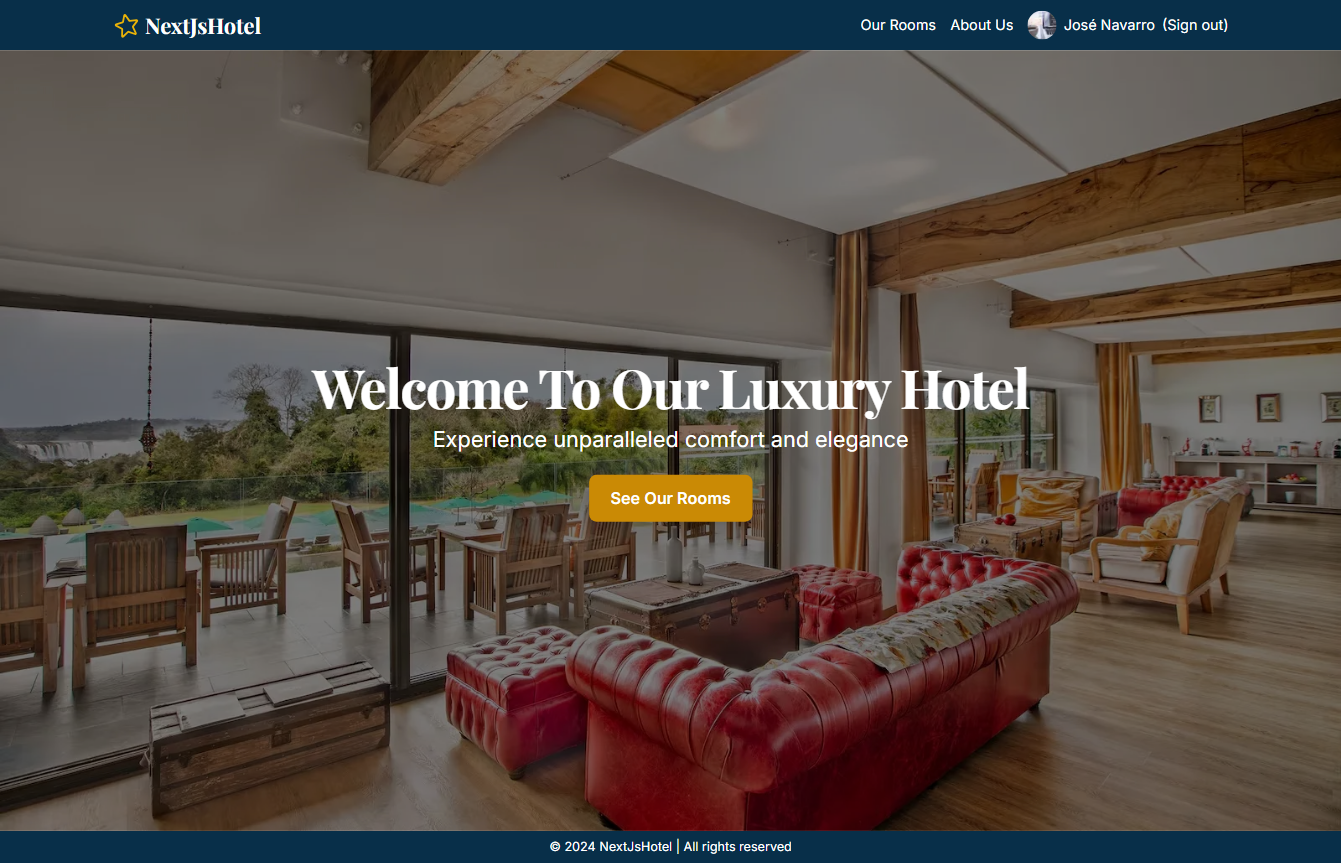 NextJsHotel
Our Rooms About Us José Navarro (Sign out)
Welcome To Our Luxury Hotel
Experience unparalleled comfort and elegance
See Our Rooms
© 2024 NextJsHotel | All rights reserved